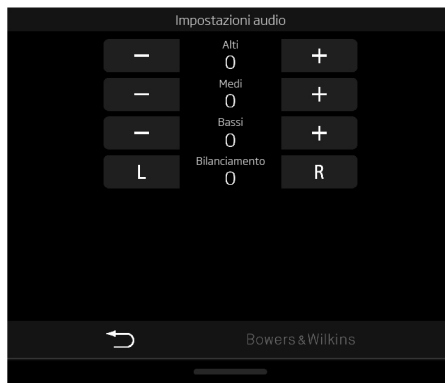 Impostazioni audio
Alti
− 0 +
Medi
− 0 +
Bassi
− 0 +
Bilanciamento
L 0 R
Bowers & Wilkins